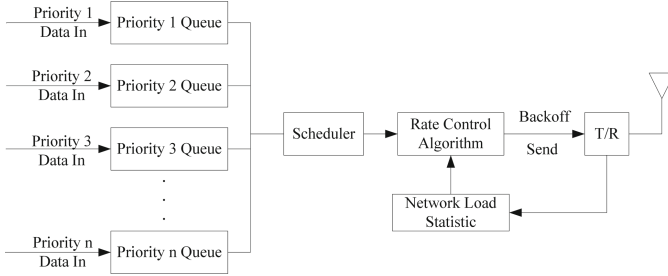 Priority 1
Data In
Priority 1 Queue
Priority 2
Data In
Priority 2 Queue
Priority 3
Data In
Priority 3 Queue
Priority n
Data In
Priority n Queue
Scheduler
Rate Control
Algorithm
Backoff
Send
T/R
Network Load
Statistic